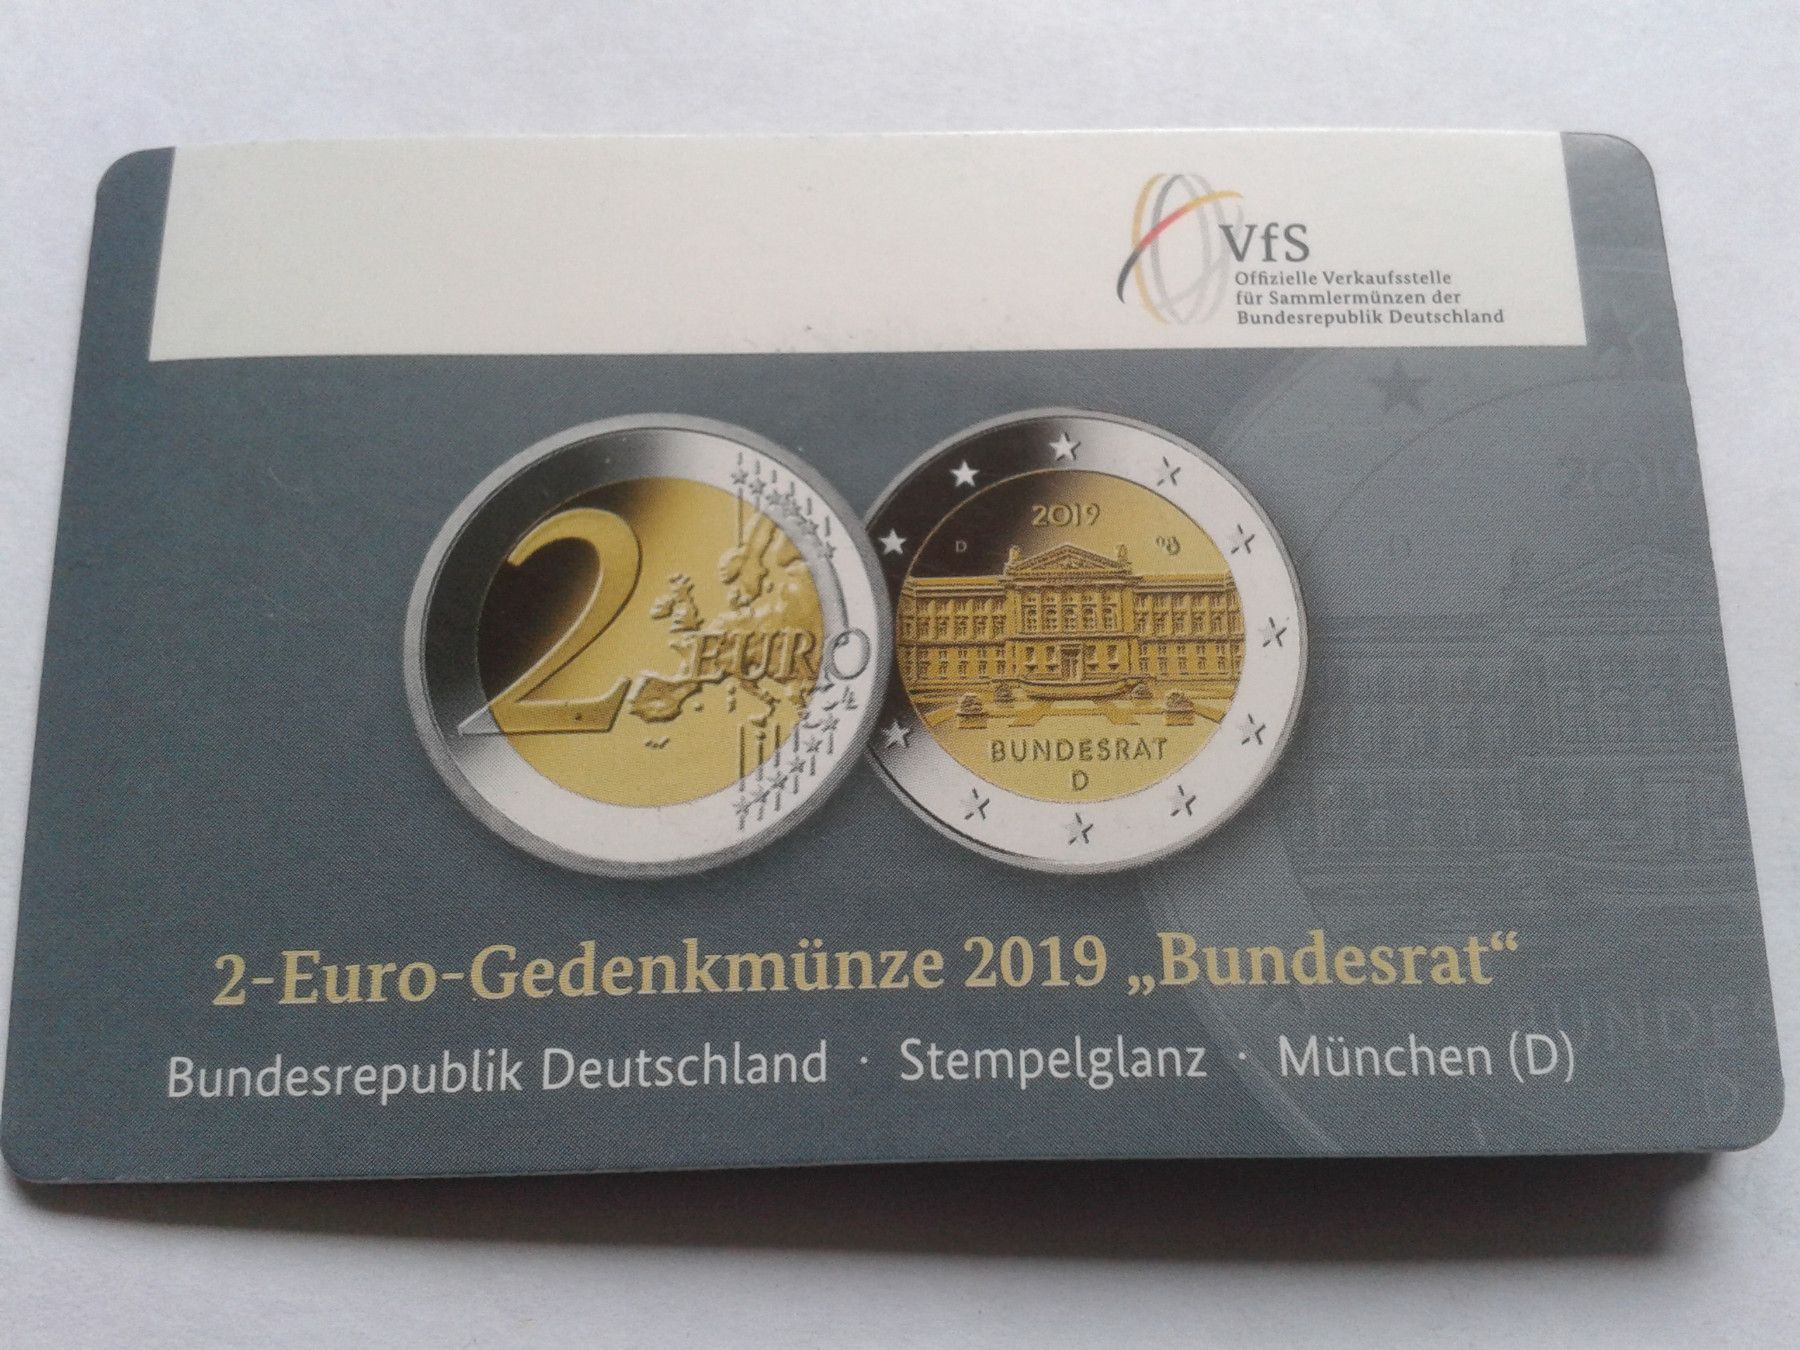 VfS
Offizielle Verkaufsstelle
für Sammlermünzen der
Bundesrepublik Deutschland
2 EURO
2019
D
BUNDESRAT
D
2-Euro-Gedenkmünze 2019 „Bundesrat“
Bundesrepublik Deutschland · Stempelglanz · München (D)